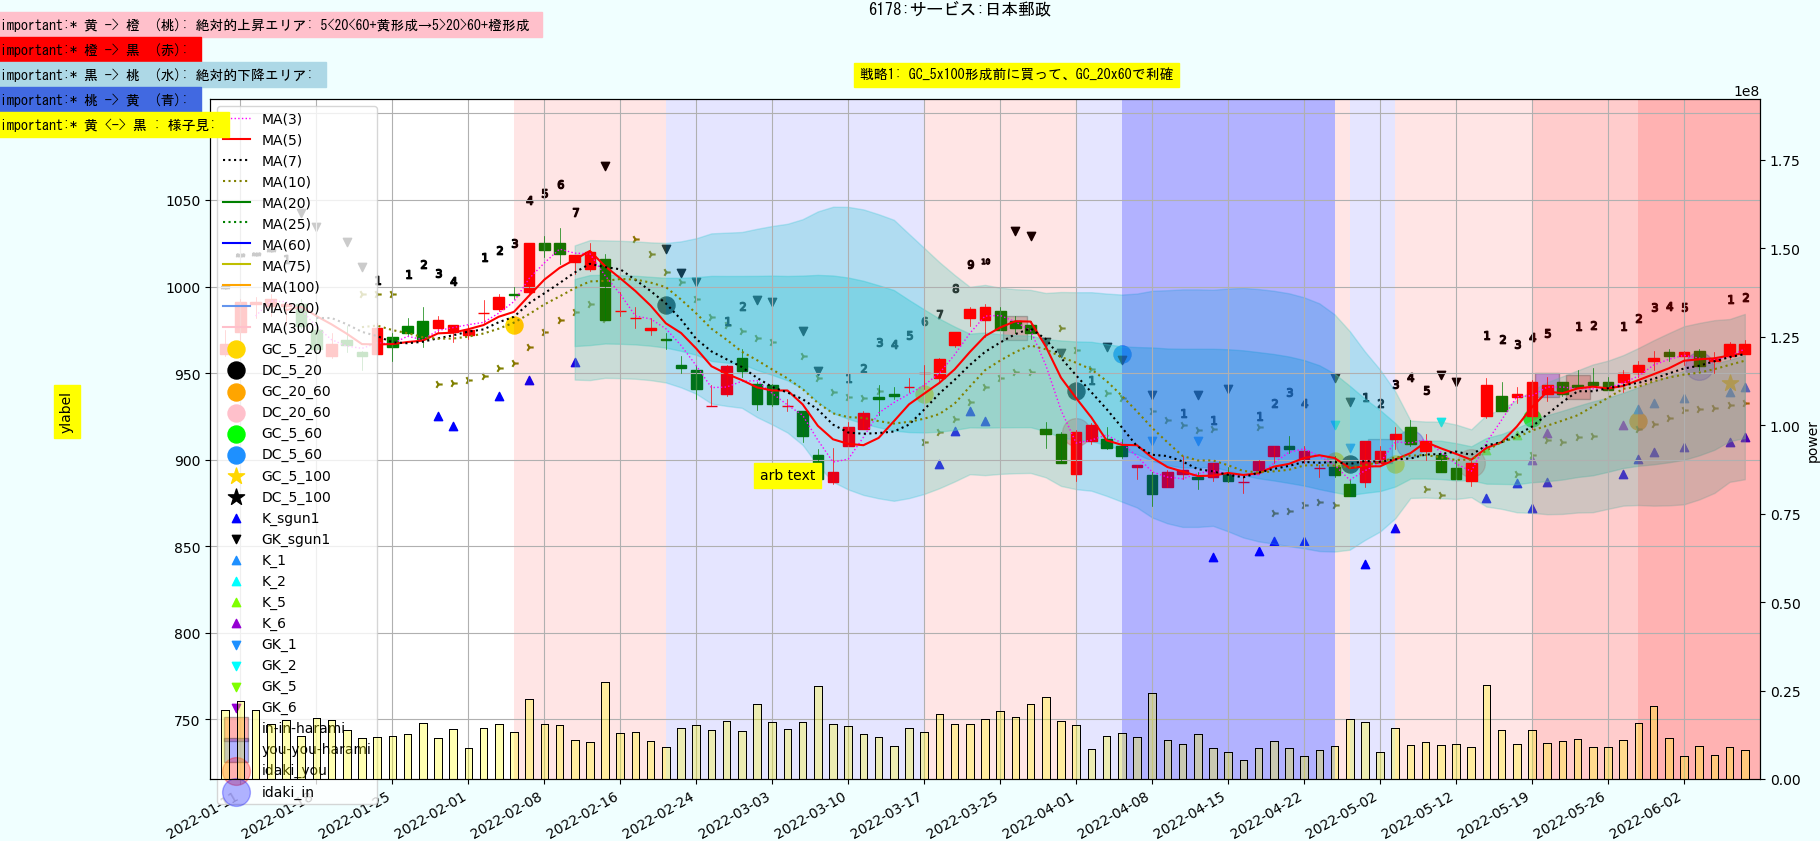 6178:サービス:日本郵政
important:* 黄 -> 橙 (桃): 絶対的上昇エリア: 5<20<60+黄形成→5>20>60+橙形成
important:* 橙 -> 黒 (赤):
important:* 黒 -> 桃 (水): 絶対的下降エリア:
戦略1: GC_5x100形成前に買って、GC_20x60で利確
important:* 桃 -> 黄 (青):
important:* 黄 <-> 黒 : 様子見:
1e8
MA(3)
MA(5)
MA(7)
MA(10)
MA(20)
MA(25)
MA(60)
MA(75)
MA(100)
MA(200)
MA(300)
GC_5_20
DC_5_20
GC_20_60
DC_20_60
GC_5_60
DC_5_60
GC_5_100
DC_5_100
K_sgun1
GK_sgun1
K_1
K_2
K_5
K_6
GK_1
GK_2
GK_5
GK_6
in-in-harami
you-you-harami
idaki_you
idaki_in
ylabel
1050
1000
950
900
850
800
750
arb text
1.75
1.50
1.25
1.00
0.75
0.50
0.25
0.00
power
2022-01-25
2022-02-01
2022-02-08
2022-02-16
2022-02-24
2022-03-03
2022-03-10
2022-03-17
2022-03-25
2022-04-01
2022-04-08
2022-04-15
2022-04-22
2022-05-02
2022-05-12
2022-05-19
2022-05-26
2022-06-02